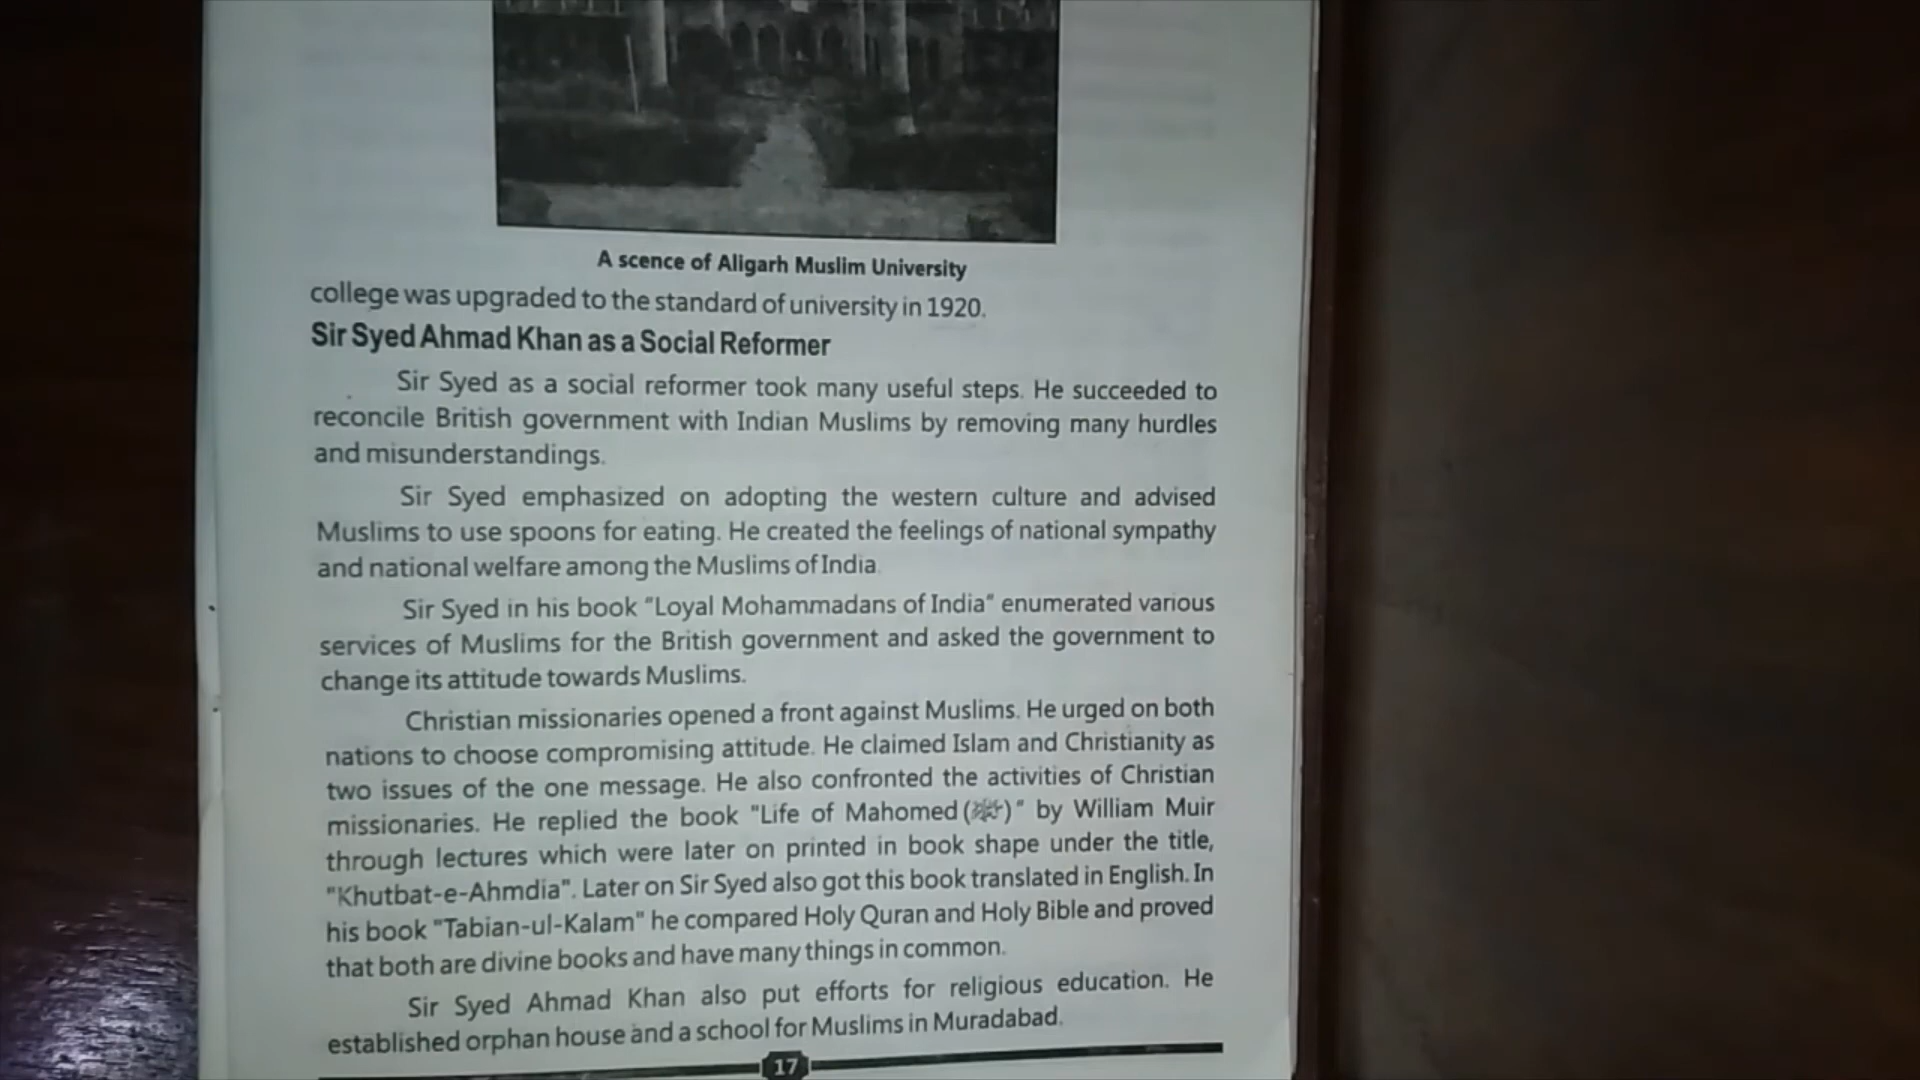 A scence of Aligarh Muslim University
college was upgraded to the standard of university in 1920.
Sir Syed Ahmad Khan as a Social Reformer
Sir Syed as a social reformer took many useful steps. He succeeded to
reconcile British government with Indian Muslims by removing many hurdles
and misunderstandings.
Sir Syed emphasized on adopting the western culture and advised
Muslims to use spoons for eating. He created the feelings of national sympathy
and national welfare among the Muslims of India.
Sir Syed in his book "Loyal Mohammadans of India" enumerated various
services of Muslims for the British government and asked the government to
change its attitude towards Muslims.
Christian missionaries opened a front against Muslims. He urged on both
nations to choose compromising attitude. He claimed Islam and Christianity as
two issues of the one message. He also confronted the activities of Christian
missionaries. He replied the book "Life of Mahomed (ﷺ)" by William Muir
through lectures which were later on printed in book shape under the title,
"Khutbat-e-Ahmdia". Later on Sir Syed also got this book translated in English. In
his book "Tabian-ul-Kalam" he compared Holy Quran and Holy Bible and proved
that both are divine books and have many things in common.
Sir Syed Ahmad Khan also put efforts for religious education. He
established orphan house and a school for Muslims in Muradabad.
17